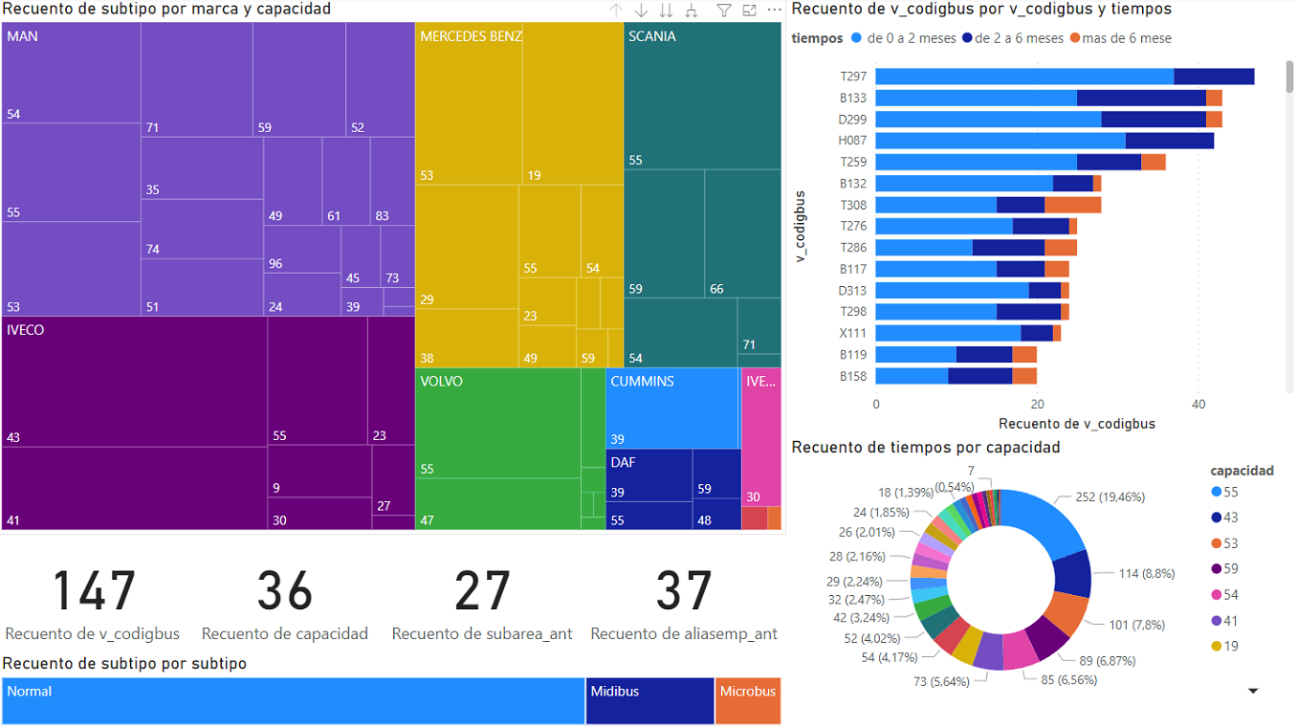 Recuento de subtipo por marca y capacidad
MAN
54
71
59
52
55
35
49
61
83
74
96
45
73
53
51
24
39
MERCEDES BENZ
53
19
55
54
29
23
38
49
59
SCANIA
55
59
66
54
71
IVECO
43
55
23
41
9
27
30
VOLVO
55
47
CUMMINS
39
DAF
39
59
55
48
IVE...
30
147
Recuento de v_codigbus
36
Recuento de capacidad
27
Recuento de subarea_ant
37
Recuento de aliasemp_ant
Recuento de subtipo por subtipo
Normal
Midibus
Microbus
Recuento de v_codigbus por v_codigbus y tiempos
tiempos de 0 a 2 meses de 2 a 6 meses mas de 6 mese
v_codigbus
T297
B133
D299
H087
T259
B132
T308
T276
T286
B117
D313
T298
X111
B119
B158
0 20 40
Recuento de v_codigbus
Recuento de tiempos por capacidad
252 (19,46%)
114 (8,8%)
101 (7,8%)
89 (6,87%)
85 (6,56%)
73 (5,64%)
54 (4,17%)
52 (4,02%)
42 (3,24%)
32 (2,47%)
29 (2,24%)
28 (2,16%)
26 (2,01%)
24 (1,85%)
18 (1,39%)
7
(0,54%)
capacidad
55
43
53
59
54
41
19